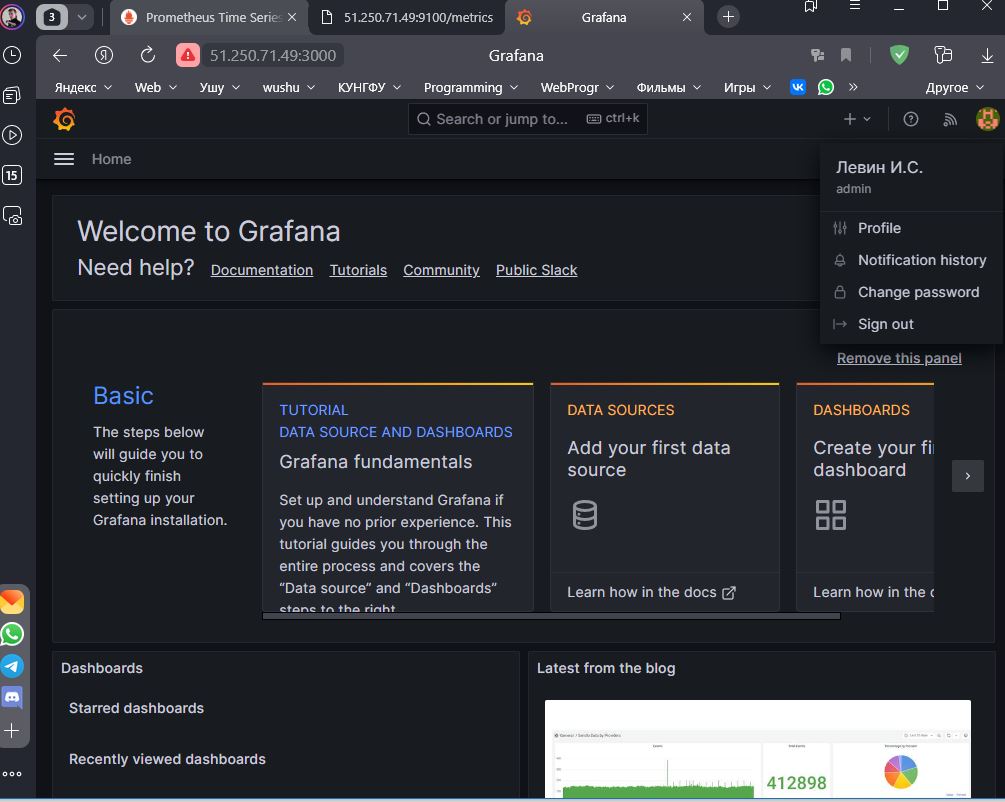 3
Prometheus Time Series
51.250.71.49:9100/metrics
Grafana
Я
51.250.71.49:3000
Grafana
Яндекс
Web
Ушу
wushu
КУНГФУ
Programming
WebProgr
Фильмы
Игры
»
Другое
Search or jump to...
ctrl+k
Home
15
Левин И.С.
admin
Profile
Notification history
Change password
Sign out
Welcome to Grafana
Need help?
Documentation
Tutorials
Community
Public Slack
Remove this panel
Basic
The steps below
will guide you to
quickly finish
setting up your
Grafana installation.
TUTORIAL
DATA SOURCE AND DASHBOARDS
Grafana fundamentals
Set up and understand Grafana if
you have no prior experience. This
tutorial guides you through the
entire process and covers the
“Data source” and “Dashboards”
steps to the right.
DATA SOURCES
Add your first data
source
Learn how in the docs
DASHBOARDS
Create your fi
dashboard
Learn how in the
Dashboards
Starred dashboards
Recently viewed dashboards
Latest from the blog
412898